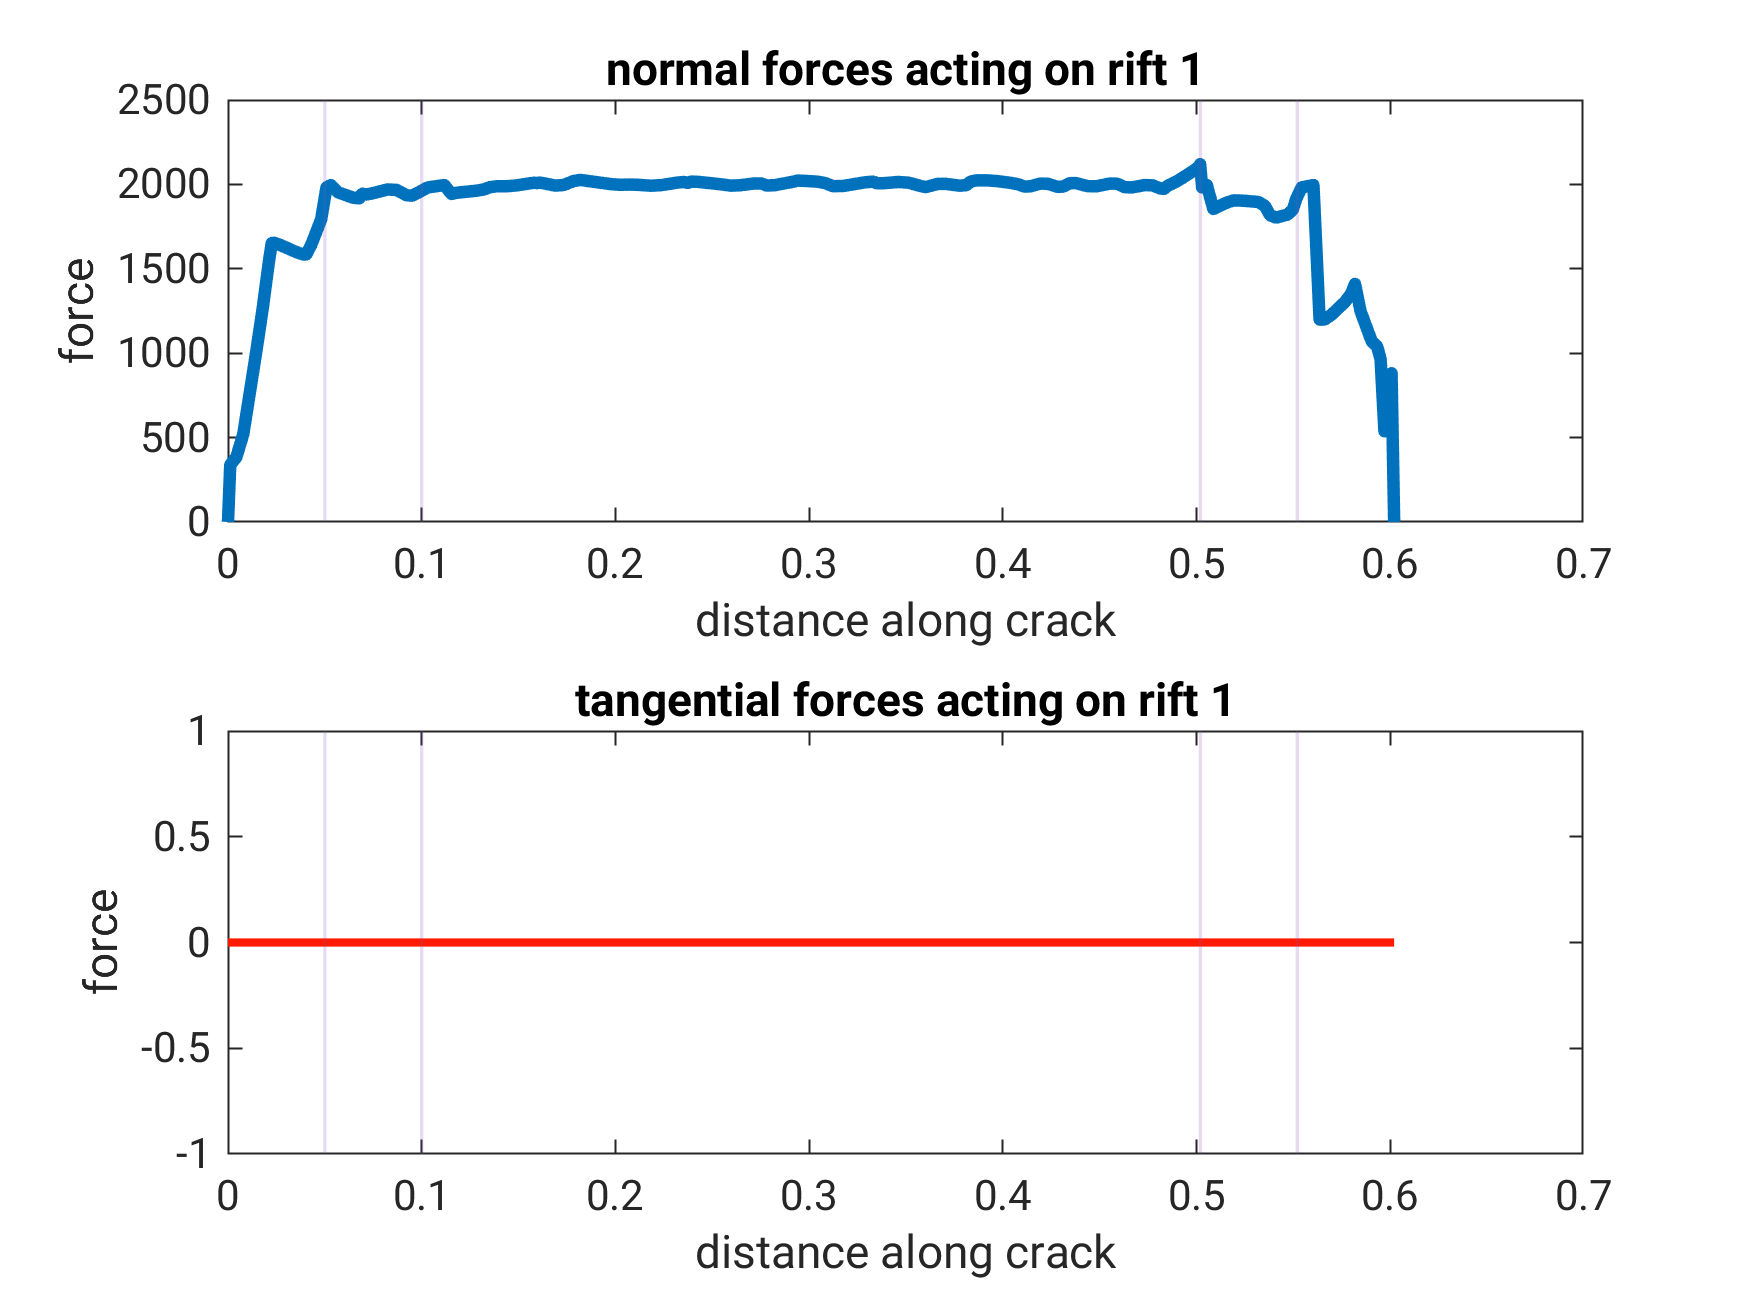 normal forces acting on rift 1
2500
2000
1500
1000
500
0
force
0 0.1 0.2 0.3 0.4 0.5 0.6 0.7
distance along crack
tangential forces acting on rift 1
1
0.5
0
-0.5
-1
force
0 0.1 0.2 0.3 0.4 0.5 0.6 0.7
distance along crack